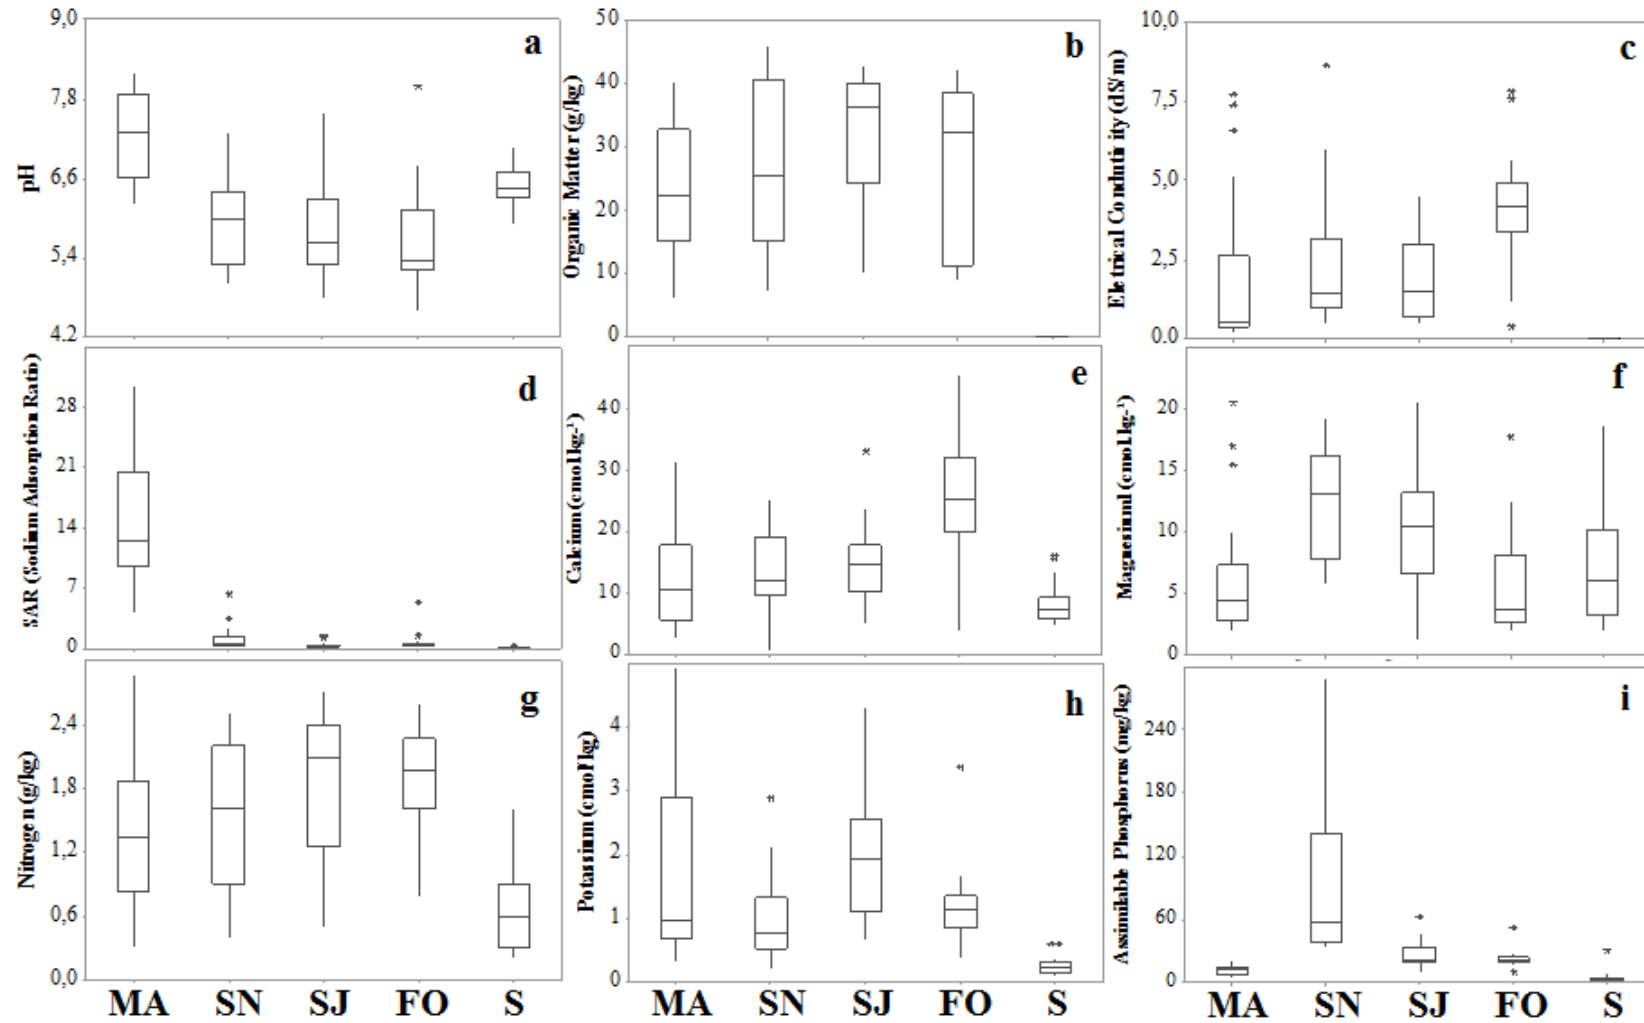 9,0
7,8
6,6
5,4
4,2
pH
a
50
40
30
20
10
0
Organic Matter (g/kg)
b
10,0
7,5
5,0
2,5
0,0
Eletrical Condutivity (dS/m)
c
28
21
14
7
0
SAR (Sodium Adsorption Ratio)
d
40
30
20
10
0
Calcium (cmol.kg-¹)
e
20
15
10
5
0
Magnesiuml (cmol.kg-¹)
f
2,4
1,8
1,2
0,6
0,0
Nitrogen (g/kg)
g
4
3
2
1
0
Potassium (cmol/kg)
h
240
180
120
60
0
Assimilable Phosphorus (mg/kg)
i
MA SN SJ FO S
MA SN SJ FO S
MA SN SJ FO S